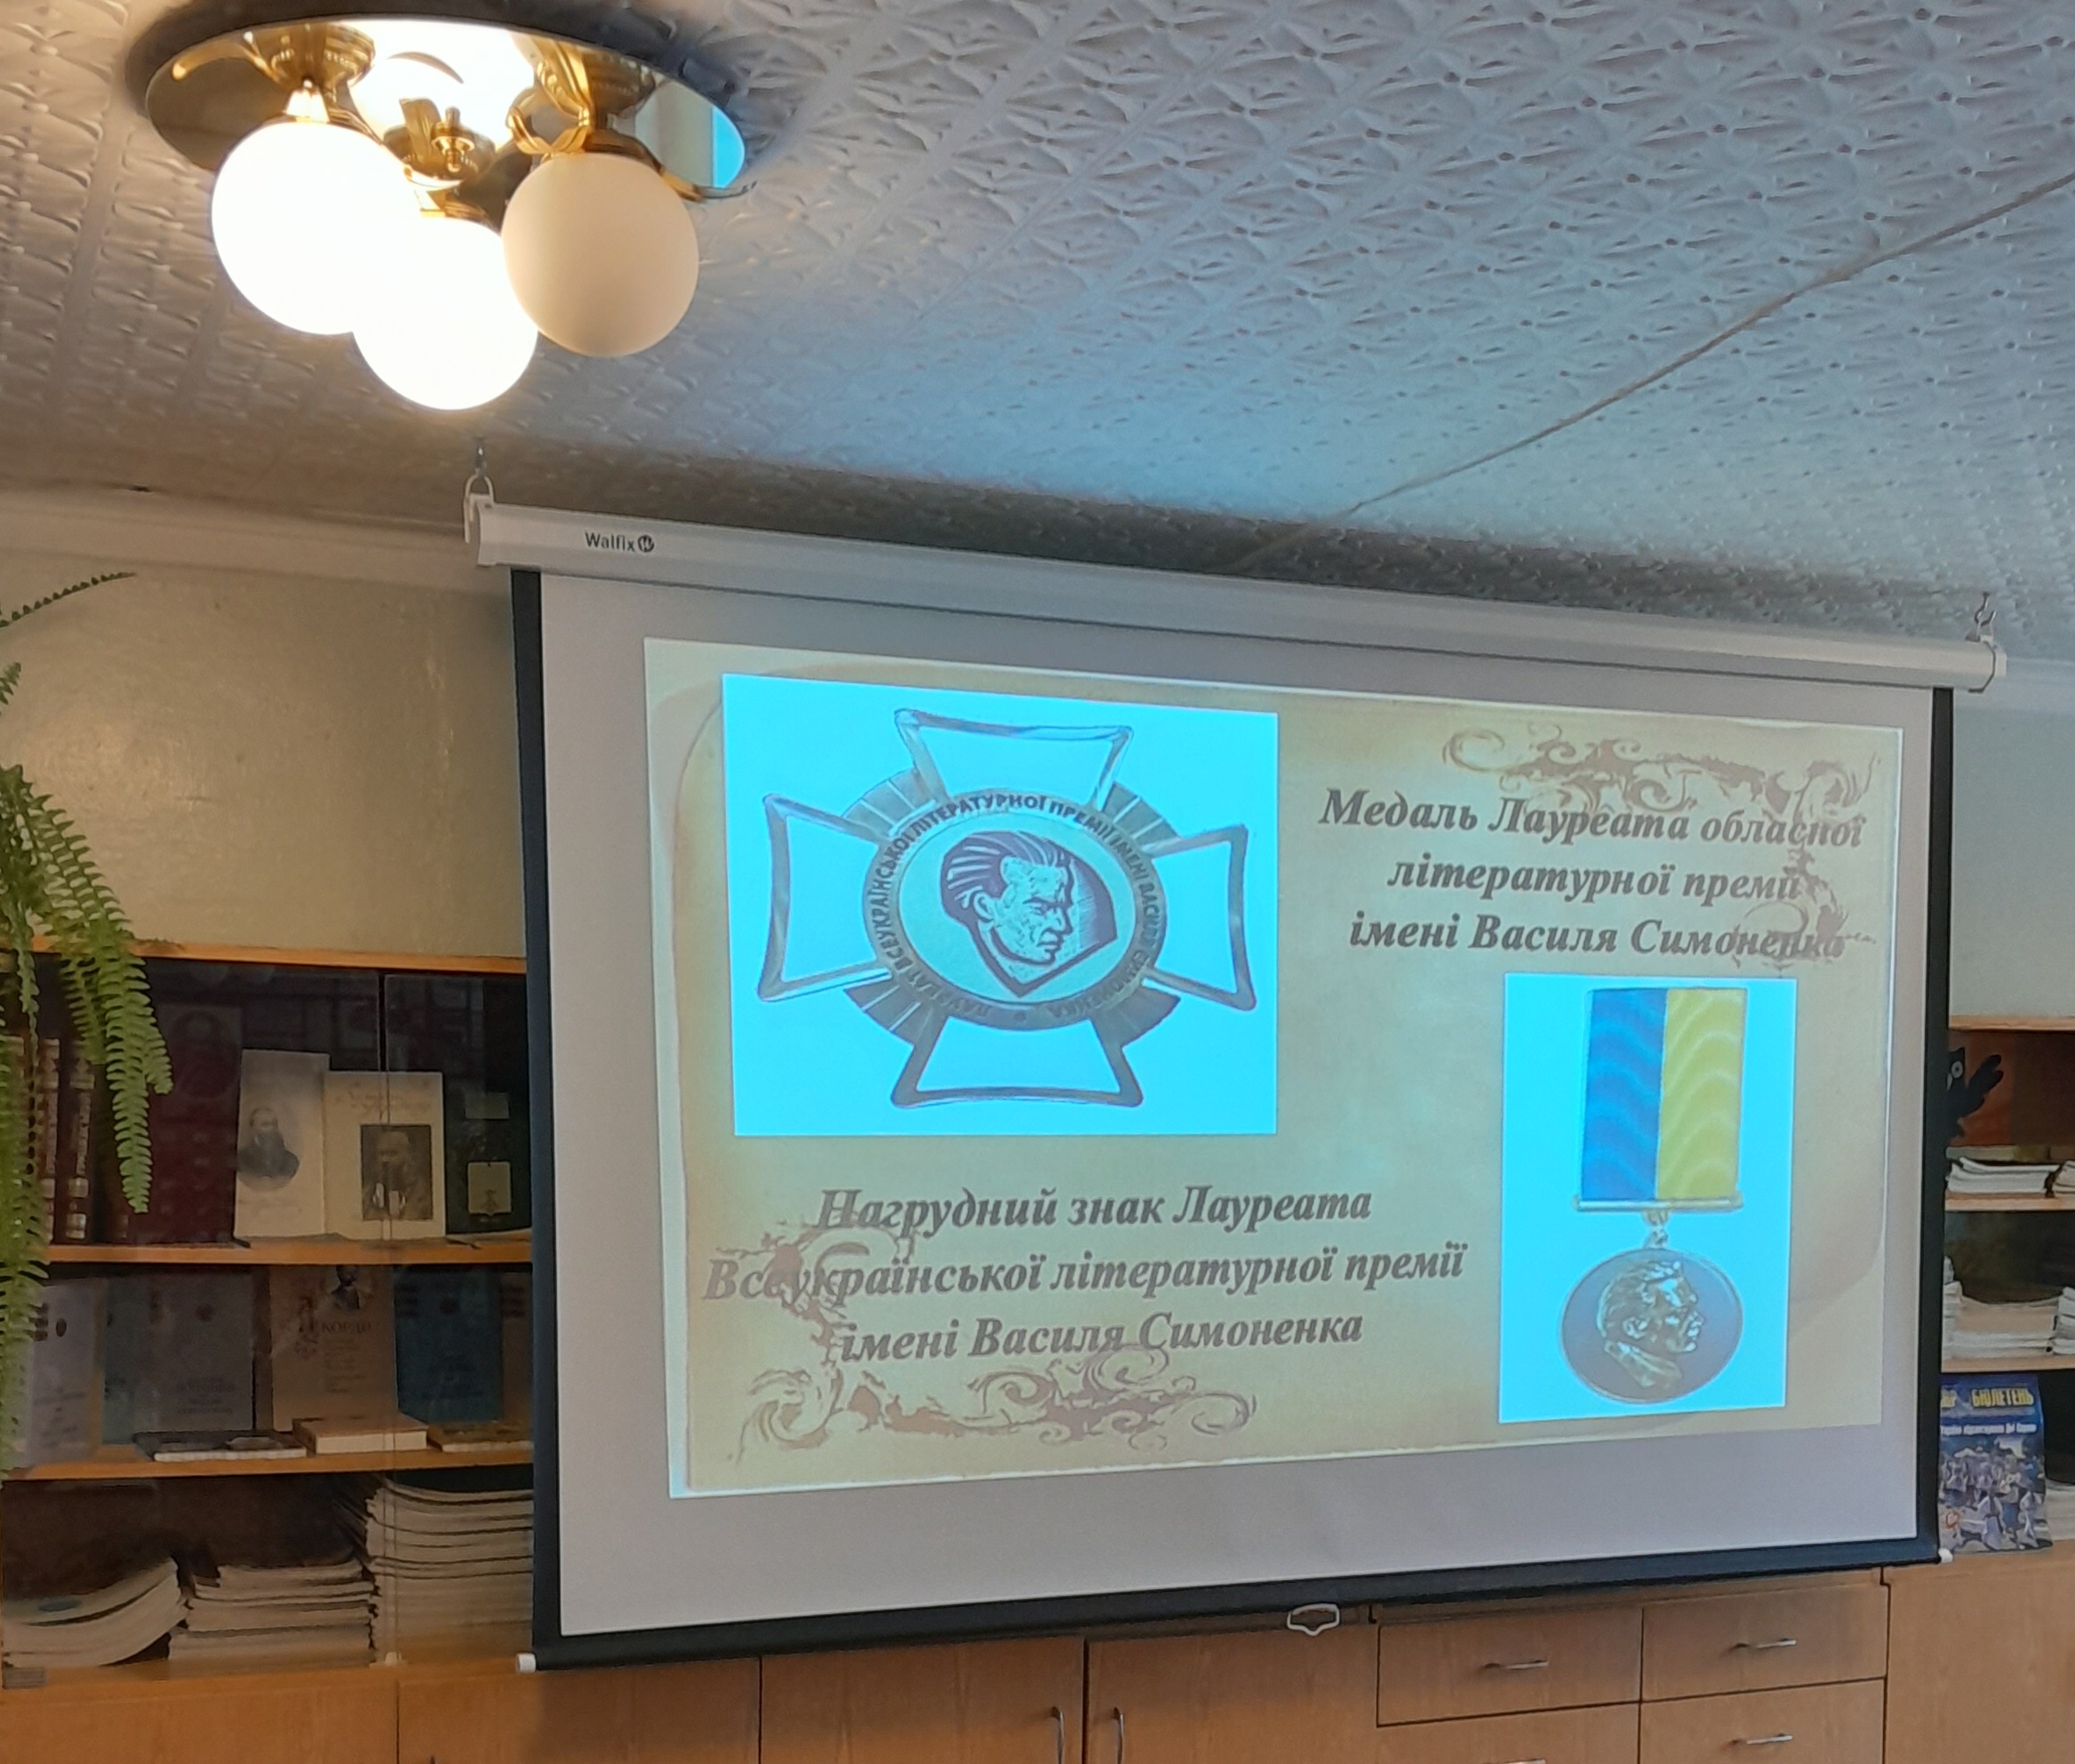 Walfix
ЛАУРЕАТ ВСЕУКРАЇНСЬКОЇ ЛІТЕРАТУРНОЇ ПРЕМІЇ ІМЕНІ ВАСИЛЯ СИМОНЕНКА
Медаль Лауреата обласної
літературної премії
імені Василя Симоненка
Нагрудний знак Лауреата
Всеукраїнської літературної премії
імені Василя Симоненка
БЮЛЕТЕНЬ